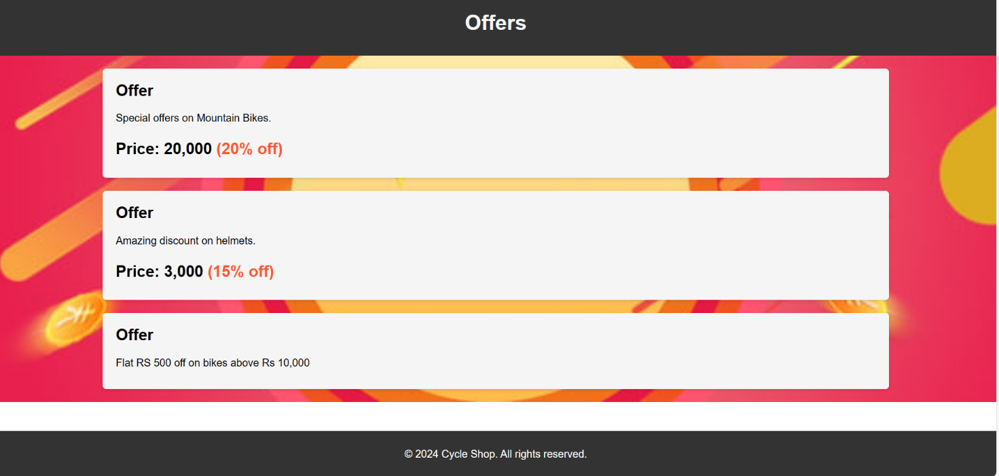 Offers
Offer
Special offers on Mountain Bikes.
Price: 20,000 (20% off)
Offer
Amazing discount on helmets.
Price: 3,000 (15% off)
Offer
Flat RS 500 off on bikes above Rs 10,000
© 2024 Cycle Shop. All rights reserved.